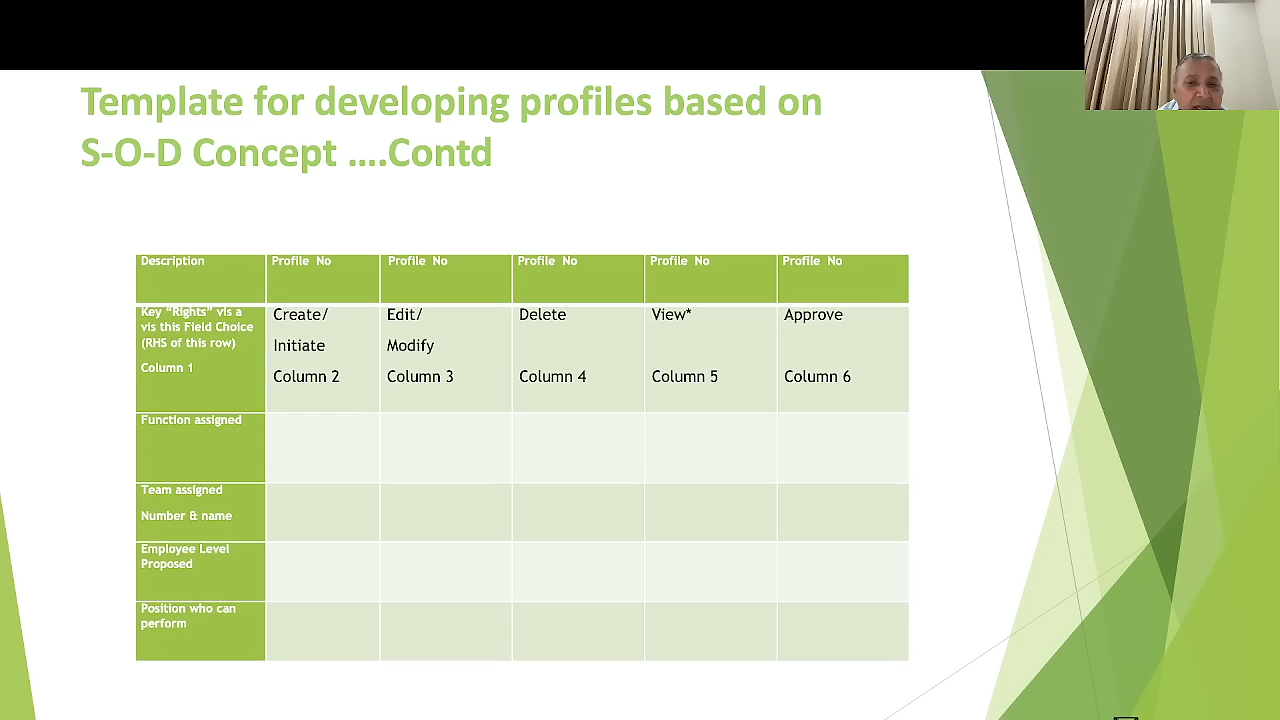 Template for developing profiles based on
S-O-D Concept ....Contd
Description
Profile No
Profile No
Profile No
Profile No
Profile No
Key "Rights" vis a
vis this Field Choice
(RHS of this row)
Column 1
Create/
Initiate
Column 2
Edit/
Modify
Column 3
Delete
Column 4
View*
Column 5
Approve
Column 6
Function assigned
Team assigned
Number & name
Employee Level
Proposed
Position who can
perform